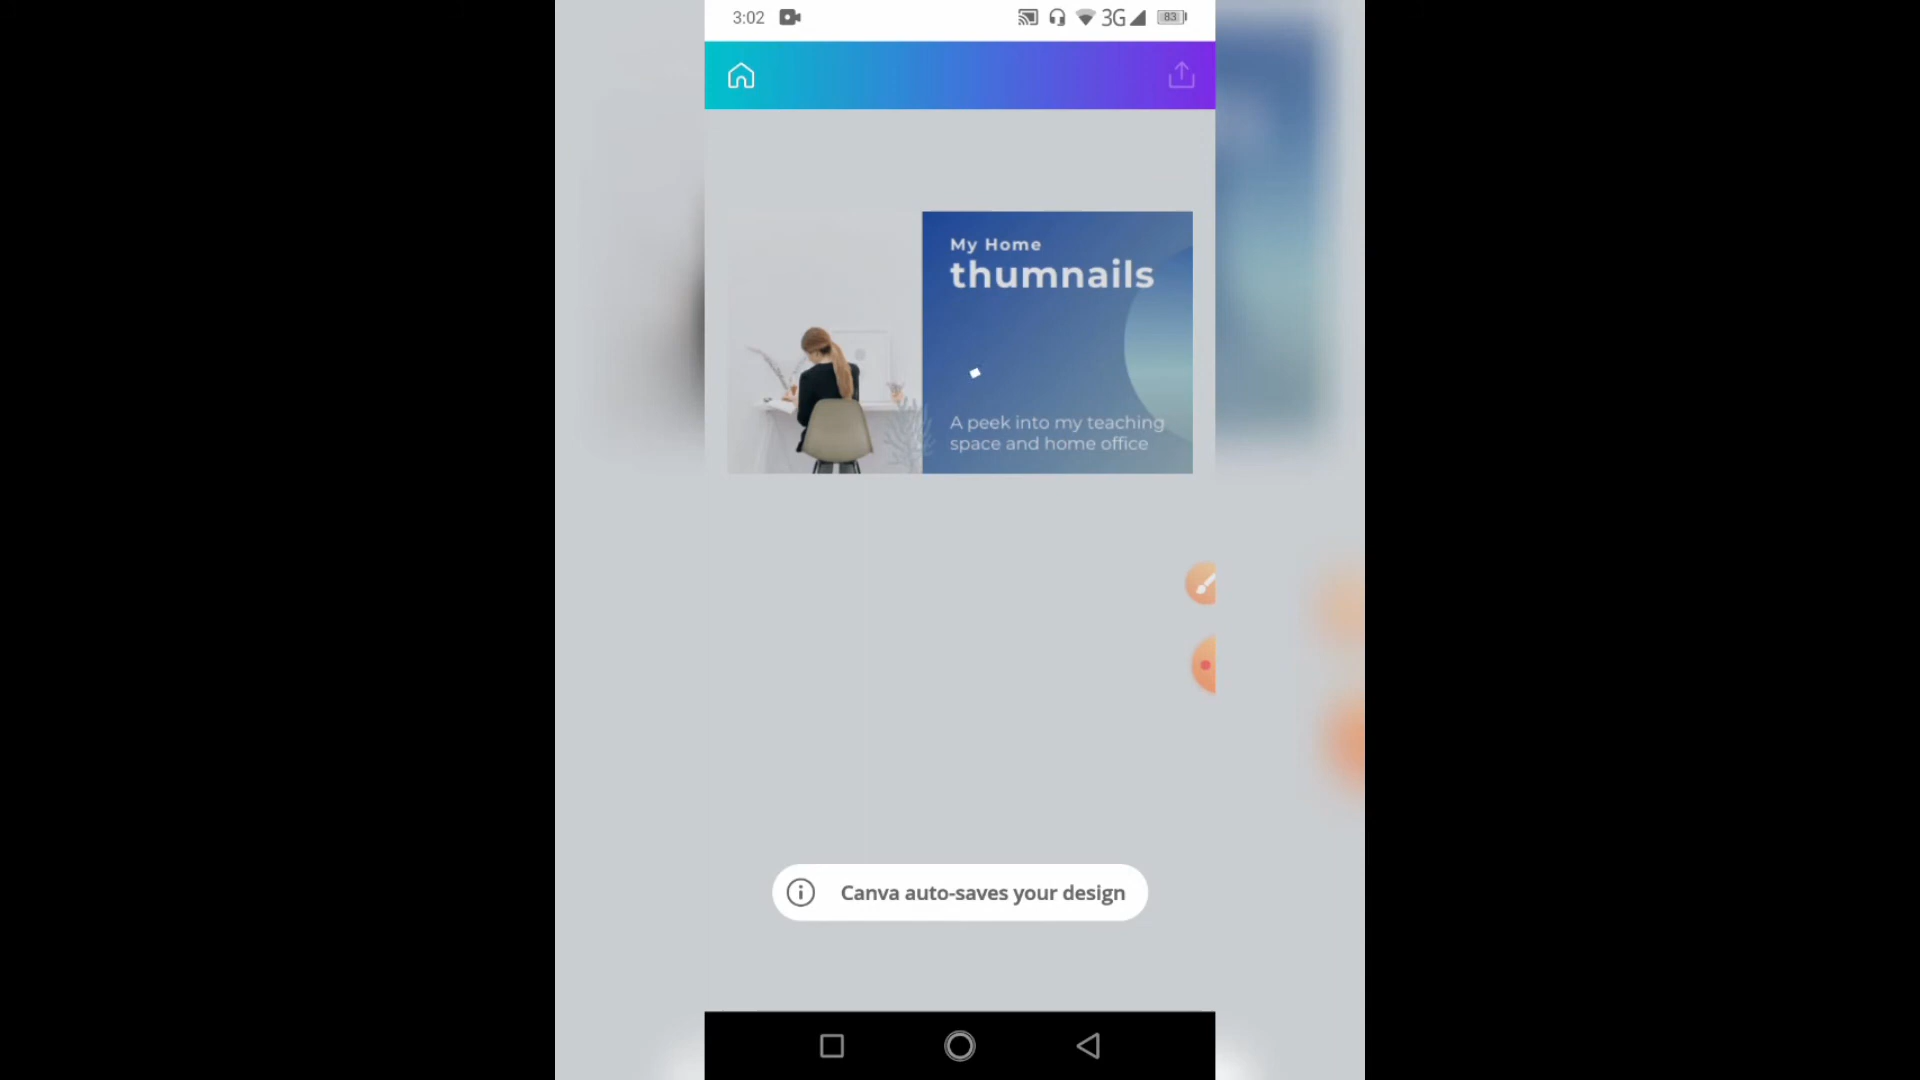 3:02 3G 83
My Home
thumnails
A peek into my teaching
space and home office
Canva auto-saves your design